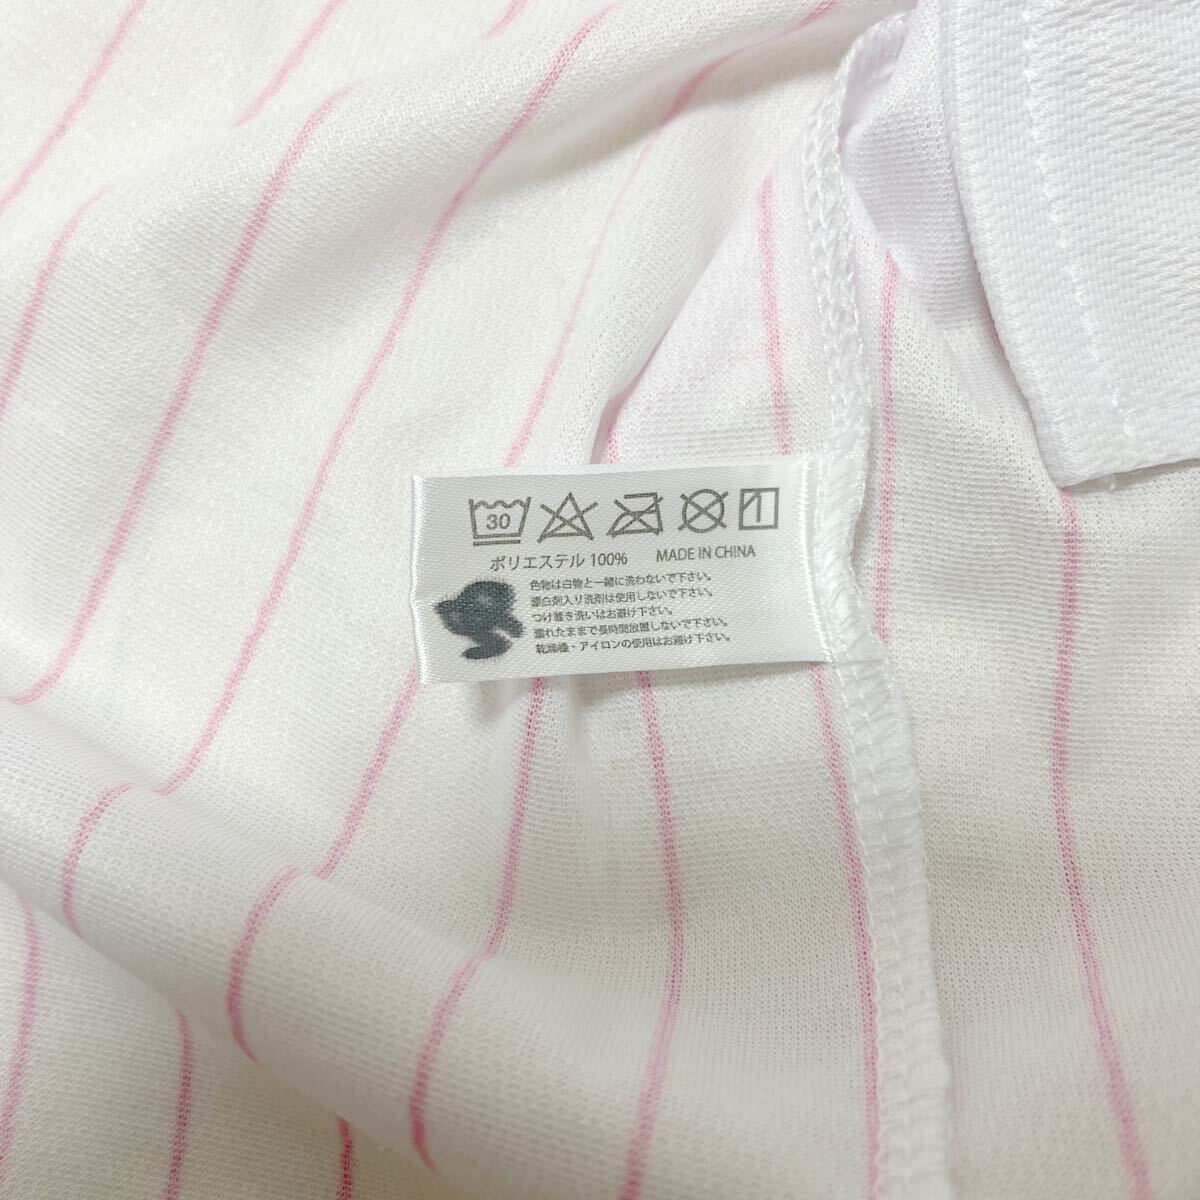 30
ポリエステル 100% MADE IN CHINA
色物は白物と一緒に洗わないで下さい。
漂白剤入り洗剤は使用しないで下さい。
つけ置き洗いはお避け下さい。
濡れたままで長時間放置しないで下さい。
乾燥機・アイロンの使用はお避け下さい。